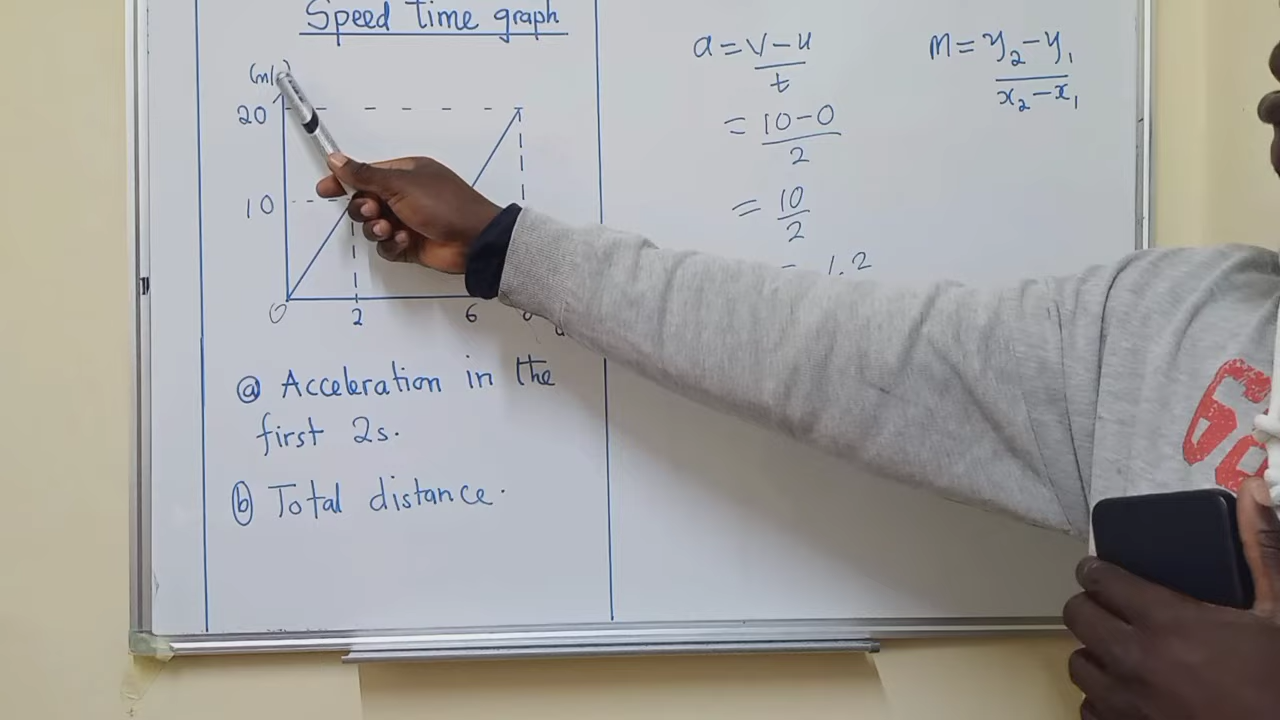 Speed Time graph
20
10
0 2 6
ⓐ Acceleration in the
first 2s.
ⓑ Total distance.
a = v - u
t
= 10 - 0
2
= 10
2
m = y₂ - y₁
x₂ - x₁